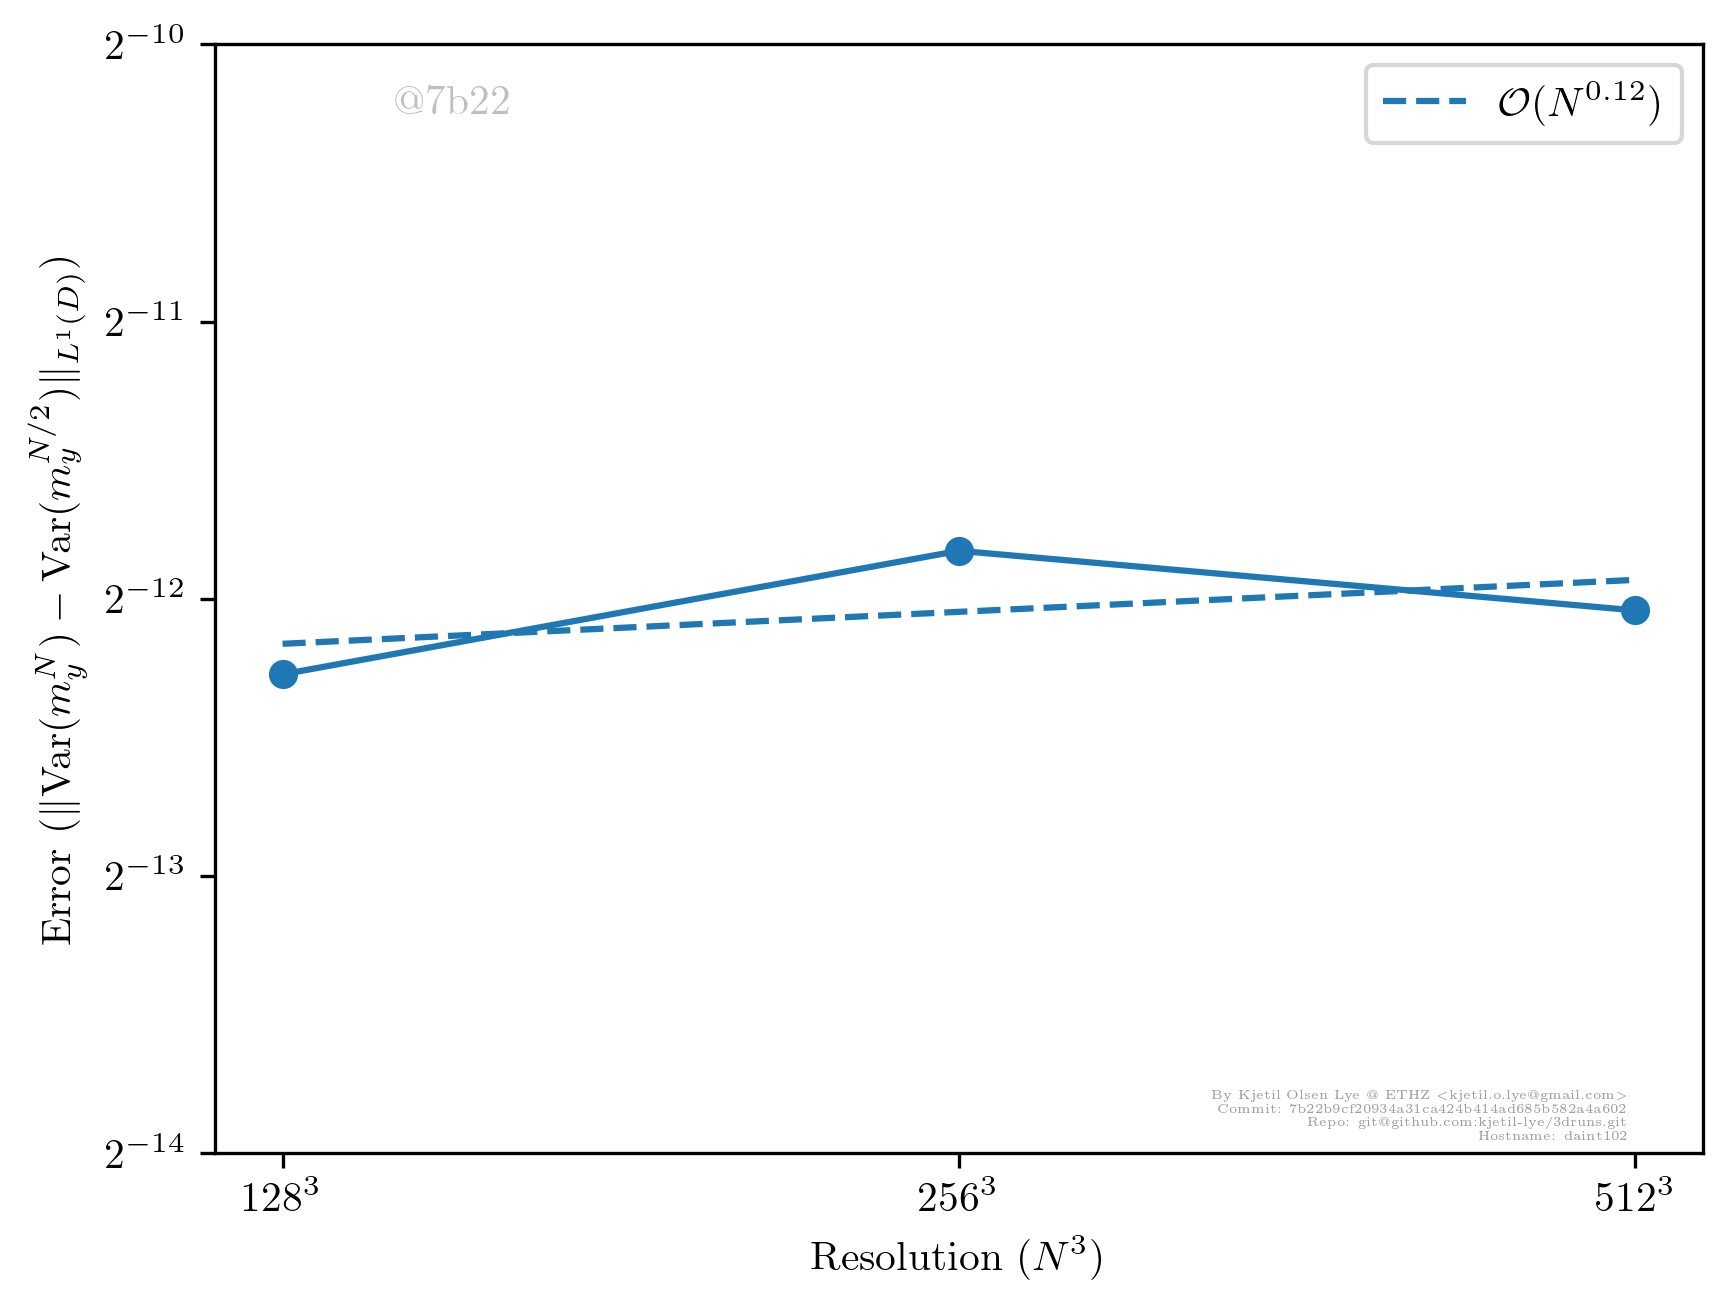 @7b22
𝒪(N^{0.12})
2^{−10}
2^{−11}
2^{−12}
2^{−13}
2^{−14}
Error (‖Var(m_y^N) − Var(m_y^{N/2})‖_{L^1(D)})
By Kjetil Olsen Lye @ ETHZ <kjetil.o.lye@gmail.com>
Commit: 7b22b9cf20934a31ca424b414ad685b582a4a602
Repo: git@github.com:kjetil-lye/3druns.git
Hostname: daint102
128^3 256^3 512^3
Resolution (N^3)